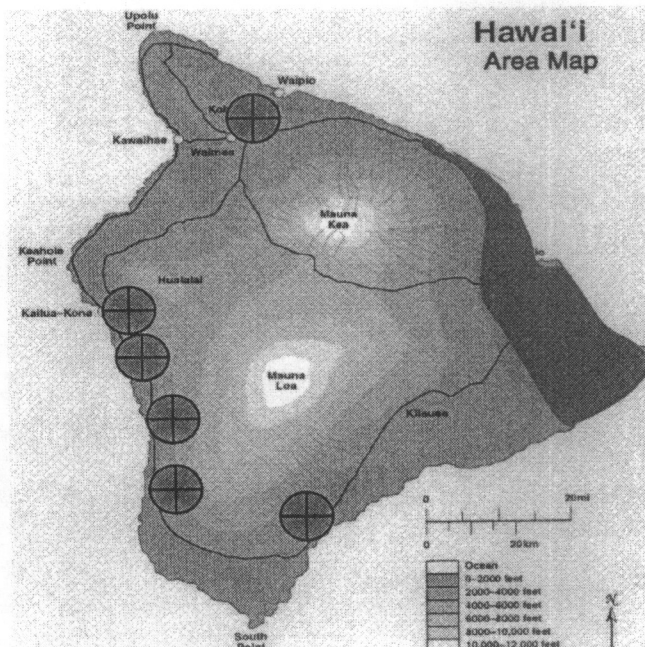 Upolu
Point
Hawai'i
Area Map
Waipio
Kawaihae
Waimea
Mauna
Kea
Keahole
Point
Hualalai
Kailua-Kona
Mauna
Loa
Kilauea
0
20mi
0
20km
Ocean
0-2000 feet
2000-4000 feet
4000-6000 feet
6000-8000 feet
8000-10,000 feet
10,000-12,000 feet
N
South
Point